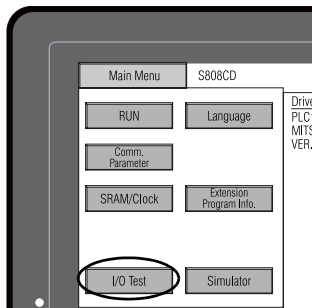 Main Menu S808CD
RUN Language
Comm.
Parameter
SRAM/Clock Extension
Program Info.
I/O Test Simulator
Drive
PLC
MITS
VER.